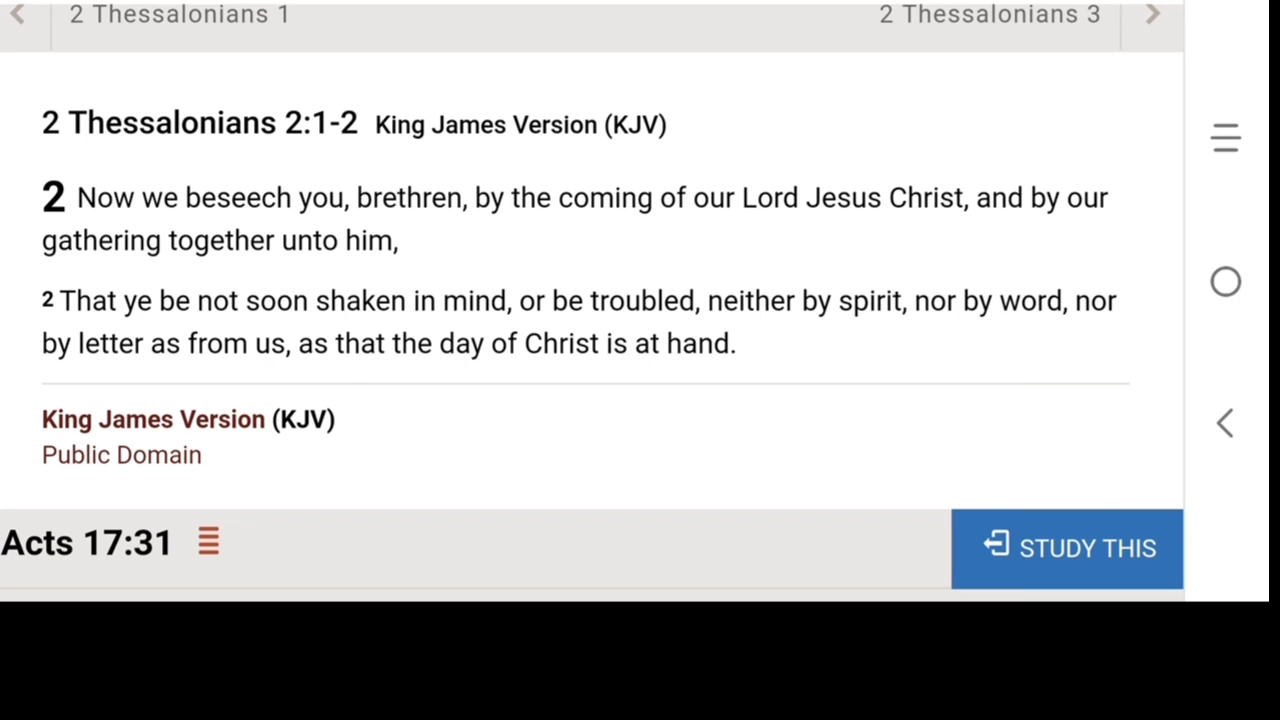 2 Thessalonians 1 2 Thessalonians 3
2 Thessalonians 2:1-2 King James Version (KJV)
2 Now we beseech you, brethren, by the coming of our Lord Jesus Christ, and by our
gathering together unto him,
2 That ye be not soon shaken in mind, or be troubled, neither by spirit, nor by word, nor
by letter as from us, as that the day of Christ is at hand.
King James Version (KJV)
Public Domain
Acts 17:31 STUDY THIS